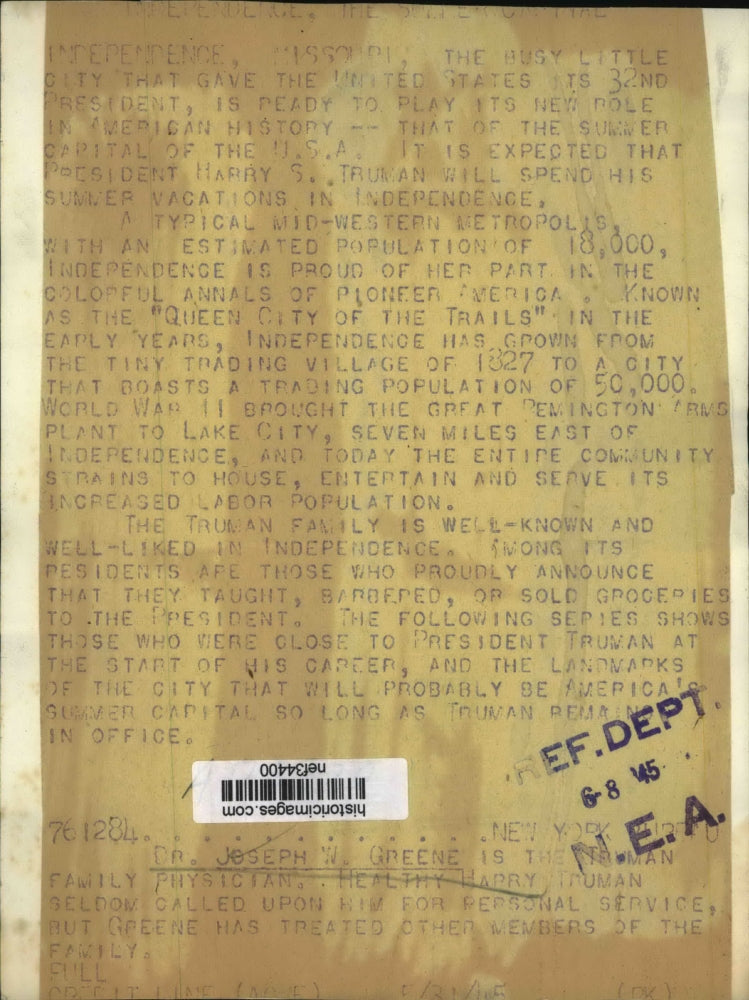 INDEPENDENCE, THE
INDEPENDENCE, MISSOURI, THE BUSY LITTLE
CITY THAT GAVE THE UNITED STATES ITS 32ND
PRESIDENT, IS READY TO PLAY ITS NEW ROLE
IN AMERICAN HISTORY -- THAT OF THE SUMMER
CAPITAL OF THE U.S.A. IT IS EXPECTED THAT
PRESIDENT HARRY S. TRUMAN WILL SPEND HIS
SUMMER VACATIONS IN INDEPENDENCE.
A TYPICAL MID-WESTERN METROPOLIS,
WITH AN ESTIMATED POPULATION OF 18,000,
INDEPENDENCE IS PROUD OF HER PART IN THE
COLORFUL ANNALS OF PIONEER AMERICA. KNOWN
AS THE "QUEEN CITY OF THE TRAILS" IN THE
EARLY YEARS, INDEPENDENCE HAS GROWN FROM
THE TINY TRADING VILLAGE OF 1827 TO A CITY
THAT BOASTS A TRADING POPULATION OF 50,000.
WORLD WAR II BROUGHT THE GREAT REMINGTON ARMS
PLANT TO LAKE CITY, SEVEN MILES EAST OF
INDEPENDENCE, AND TODAY THE ENTIRE COMMUNITY
STRAINS TO HOUSE, ENTERTAIN AND SERVE ITS
INCREASED LABOR POPULATION.
THE TRUMAN FAMILY IS WELL-KNOWN AND
WELL-LIKED IN INDEPENDENCE. AMONG ITS
RESIDENTS ARE THOSE WHO PROUDLY ANNOUNCE
THAT THEY TAUGHT, BARBERED, OR SOLD GROCERIES
TO THE PRESIDENT. THE FOLLOWING SERIES SHOWS
THOSE WHO WERE CLOSE TO PRESIDENT TRUMAN AT
THE START OF HIS CAREER, AND THE LANDMARKS
OF THE CITY THAT WILL PROBABLY BE AMERICA'S
SUMMER CAPITAL SO LONG AS TRUMAN REMAINS
IN OFFICE.
REF. DEPT.
6-8 '45
N.E.A.
historicimages.com
nef34400
761284. . . . . . . . . . . .NEW YORK BUREAU
DR. JOSEPH W. GREENE IS THE TRUMAN
FAMILY PHYSICIAN. HEALTHY HARRY TRUMAN
SELDOM CALLED UPON HIM FOR PERSONAL SERVICE,
BUT GREENE HAS TREATED OTHER MEMBERS OF THE
FAMILY.
FULL
CREDIT LINE (ACME) 5/31/45 (PK)